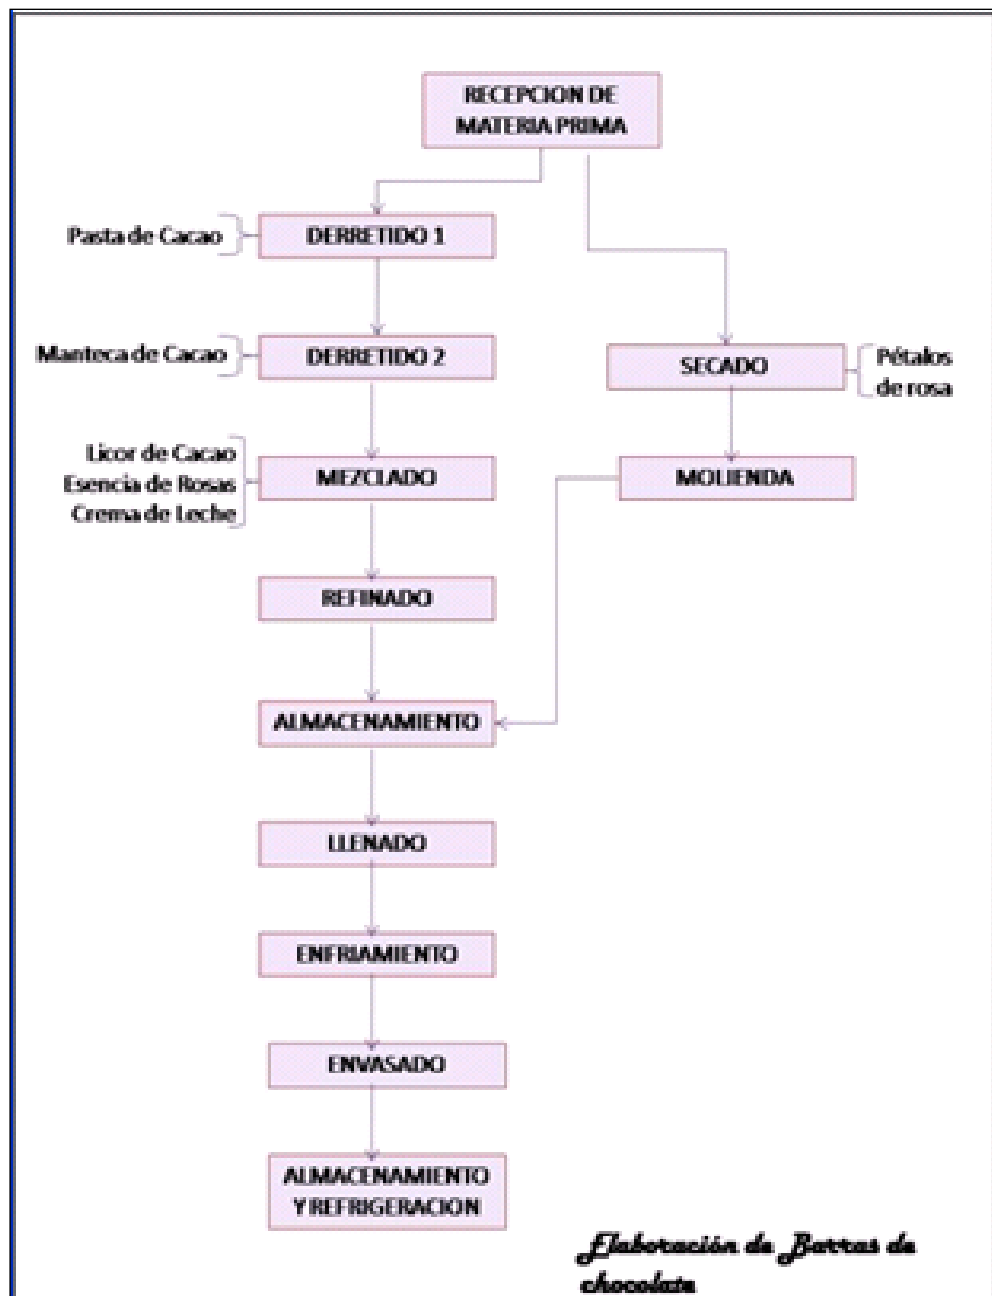 RECEPCION DE
MATERIA PRIMA
Pasta de Cacao
DERRETIDO 1
Manteca de Cacao
DERRETIDO 2
SECADO
Pétalos
de rosa
Licor de Cacao
Esencia de Rosas
Crema de Leche
MEZCLADO
MOLIENDA
REFINADO
ALMACENAMIENTO
LLENADO
ENFRIAMIENTO
ENVASADO
ALMACENAMIENTO
Y REFRIGERACION
Elaboración de Barras de
chocolate